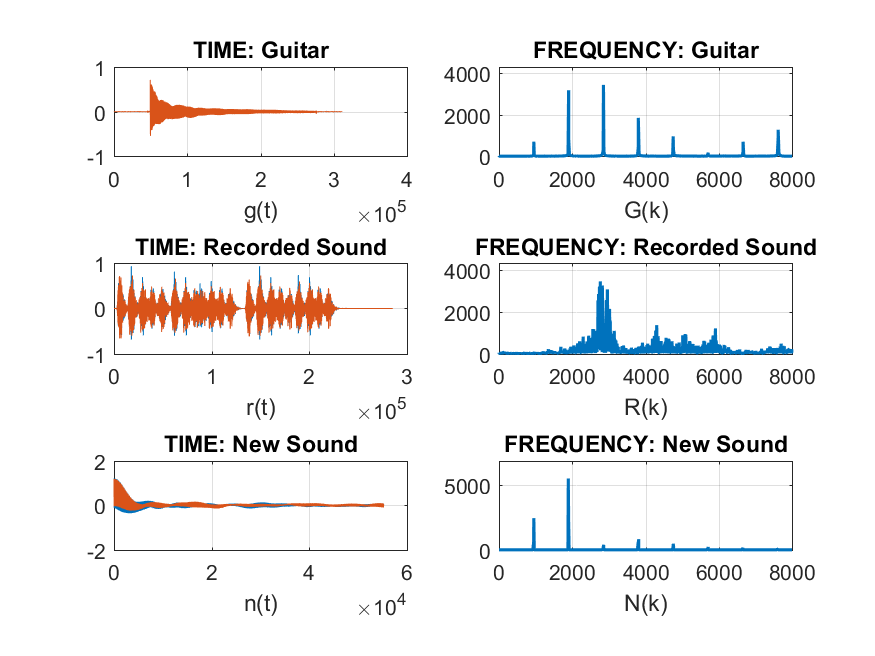 TIME: Guitar
1
0
-1
0 1 2 3 4
×10^5
g(t)
FREQUENCY: Guitar
4000
2000
0
0 2000 4000 6000 8000
G(k)
TIME: Recorded Sound
1
0
-1
0 1 2 3
×10^5
r(t)
FREQUENCY: Recorded Sound
4000
2000
0
0 2000 4000 6000 8000
R(k)
TIME: New Sound
2
0
-2
0 2 4 6
×10^4
n(t)
FREQUENCY: New Sound
5000
0
0 2000 4000 6000 8000
N(k)